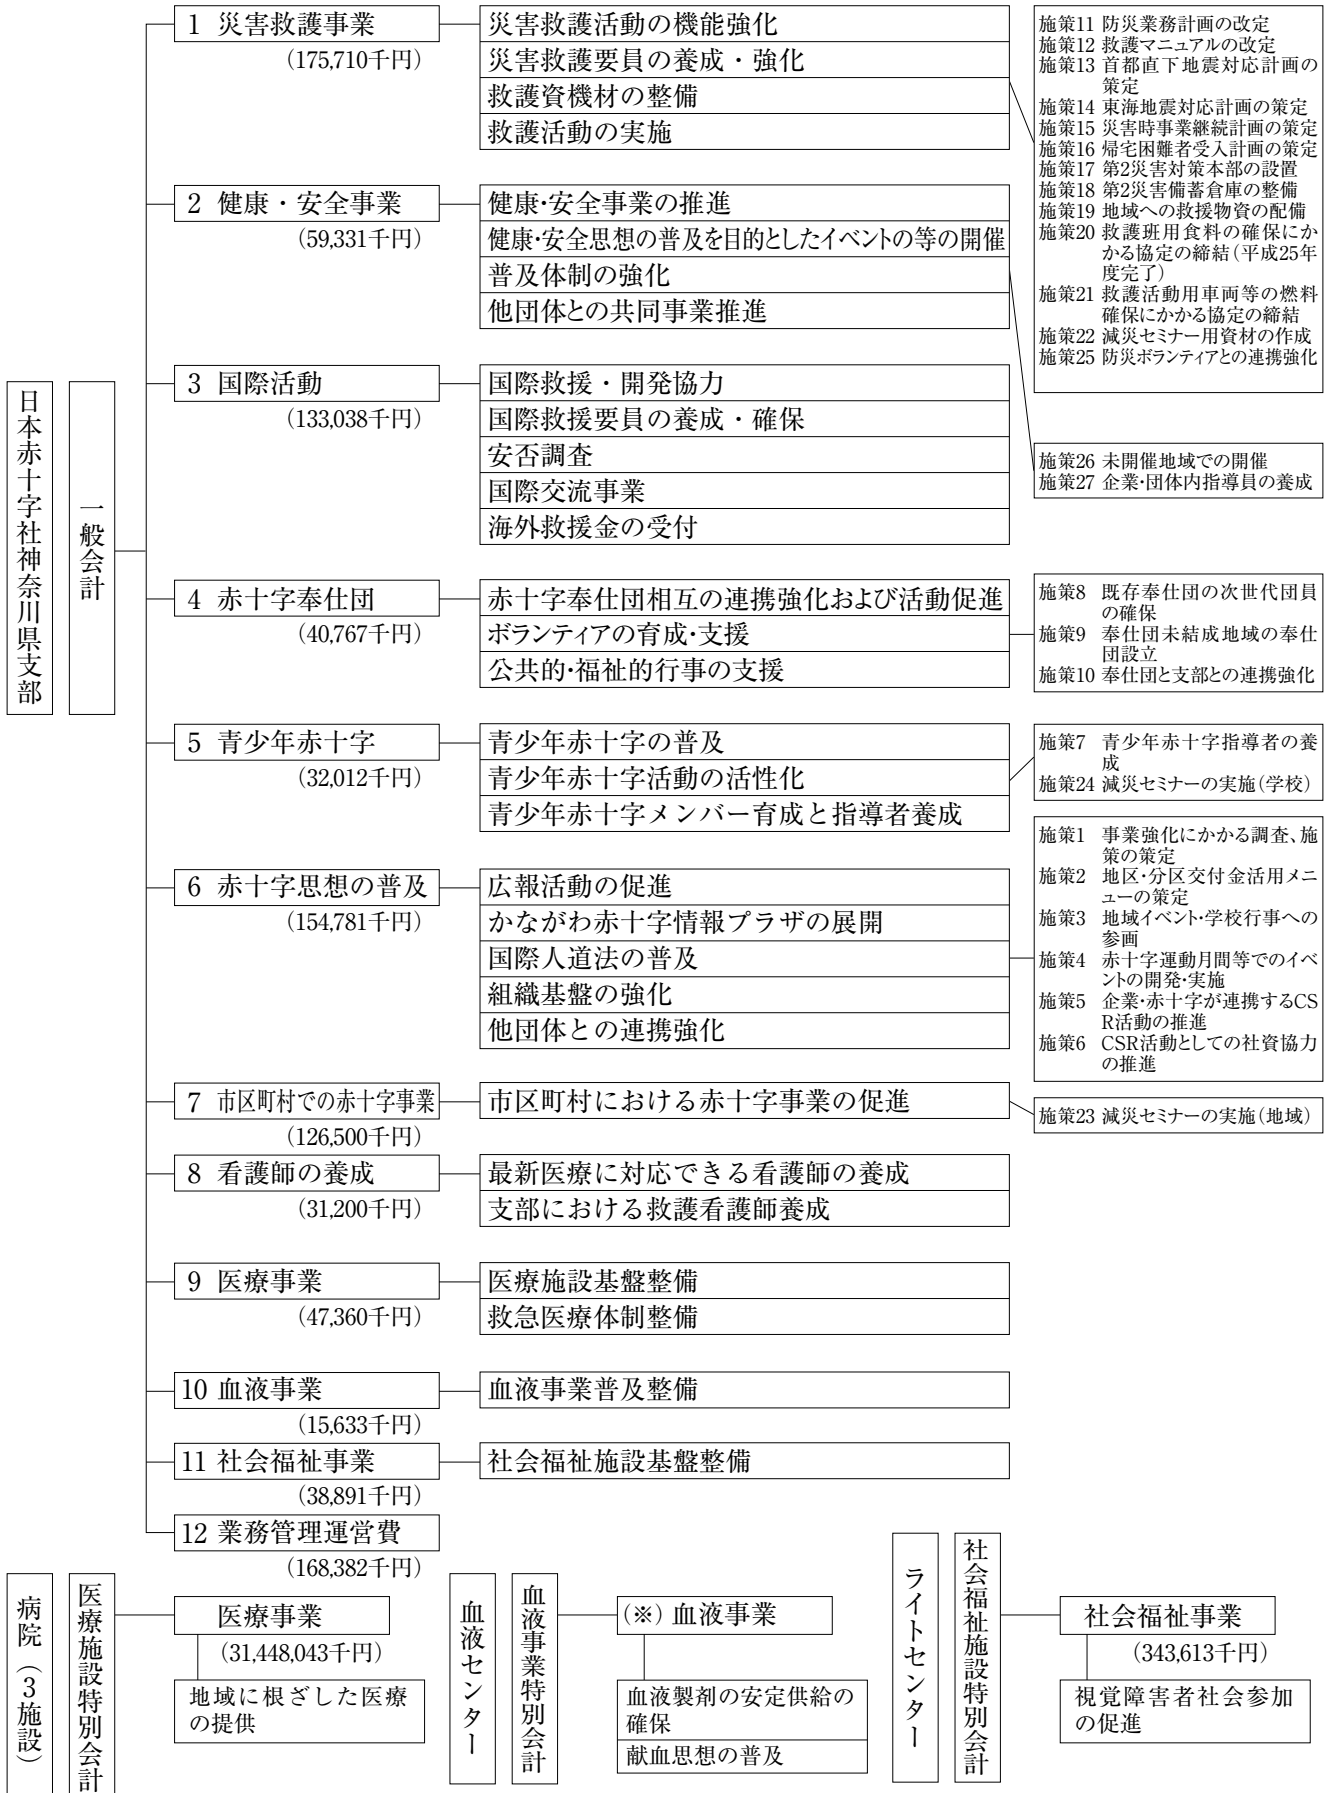 日本赤十字社神奈川県支部
一般会計
1 災害救護事業
(175,710千円)
災害救護活動の機能強化
災害救護要員の養成・強化
救護資機材の整備
救護活動の実施
施策11 防災業務計画の改定
施策12 救護マニュアルの改定
施策13 首都直下地震対応計画の
策定
施策14 東海地震対応計画の策定
施策15 災害時事業継続計画の策定
施策16 帰宅困難者受入計画の策定
施策17 第2災害対策本部の設置
施策18 第2災害備蓄倉庫の整備
施策19 地域への救援物資の配備
施策20 救護班用食料の確保にか
かる協定の締結(平成25年
度完了)
施策21 救護活動用車両等の燃料
確保にかかる協定の締結
施策22 減災セミナー用資材の作成
施策25 防災ボランティアとの連携強化
2 健康・安全事業
(59,331千円)
健康・安全事業の推進
健康・安全思想の普及を目的としたイベントの等の開催
普及体制の強化
他団体との共同事業推進
施策26 未開催地域での開催
施策27 企業・団体内指導員の養成
3 国際活動
(133,038千円)
国際救援・開発協力
国際救援要員の養成・確保
安否調査
国際交流事業
海外救援金の受付
4 赤十字奉仕団
(40,767千円)
赤十字奉仕団相互の連携強化および活動促進
ボランティアの育成・支援
公共的・福祉的行事の支援
施策8 既存奉仕団の次世代団員
の確保
施策9 奉仕団未結成地域の奉仕
団設立
施策10 奉仕団と支部との連携強化
5 青少年赤十字
(32,012千円)
青少年赤十字の普及
青少年赤十字活動の活性化
青少年赤十字メンバー育成と指導者養成
施策7 青少年赤十字指導者の養
成
施策24 減災セミナーの実施(学校)
6 赤十字思想の普及
(154,781千円)
広報活動の促進
かながわ赤十字情報プラザの展開
国際人道法の普及
組織基盤の強化
他団体との連携強化
施策1 事業強化にかかる調査、施
策の策定
施策2 地区・分区交付金活用メニ
ューの策定
施策3 地域イベント・学校行事への
参画
施策4 赤十字運動月間等でのイベ
ントの開発・実施
施策5 企業・赤十字が連携するCS
R活動の推進
施策6 CSR活動としての社資協力
の推進
7 市区町村での赤十字事業
(126,500千円)
市区町村における赤十字事業の促進
施策23 減災セミナーの実施(地域)
8 看護師の養成
(31,200千円)
最新医療に対応できる看護師の養成
支部における救護看護師養成
9 医療事業
(47,360千円)
医療施設基盤整備
救急医療体制整備
10 血液事業
(15,633千円)
血液事業普及整備
11 社会福祉事業
(38,891千円)
社会福祉施設基盤整備
12 業務管理運営費
(168,382千円)
病院(3施設)
医療施設特別会計
医療事業
(31,448,043千円)
地域に根ざした医療
の提供
血液センター
血液事業特別会計
(※)血液事業
血液製剤の安定供給の
確保
献血思想の普及
ライトセンター
社会福祉施設特別会計
社会福祉事業
(343,613千円)
視覚障害者社会参加
の促進